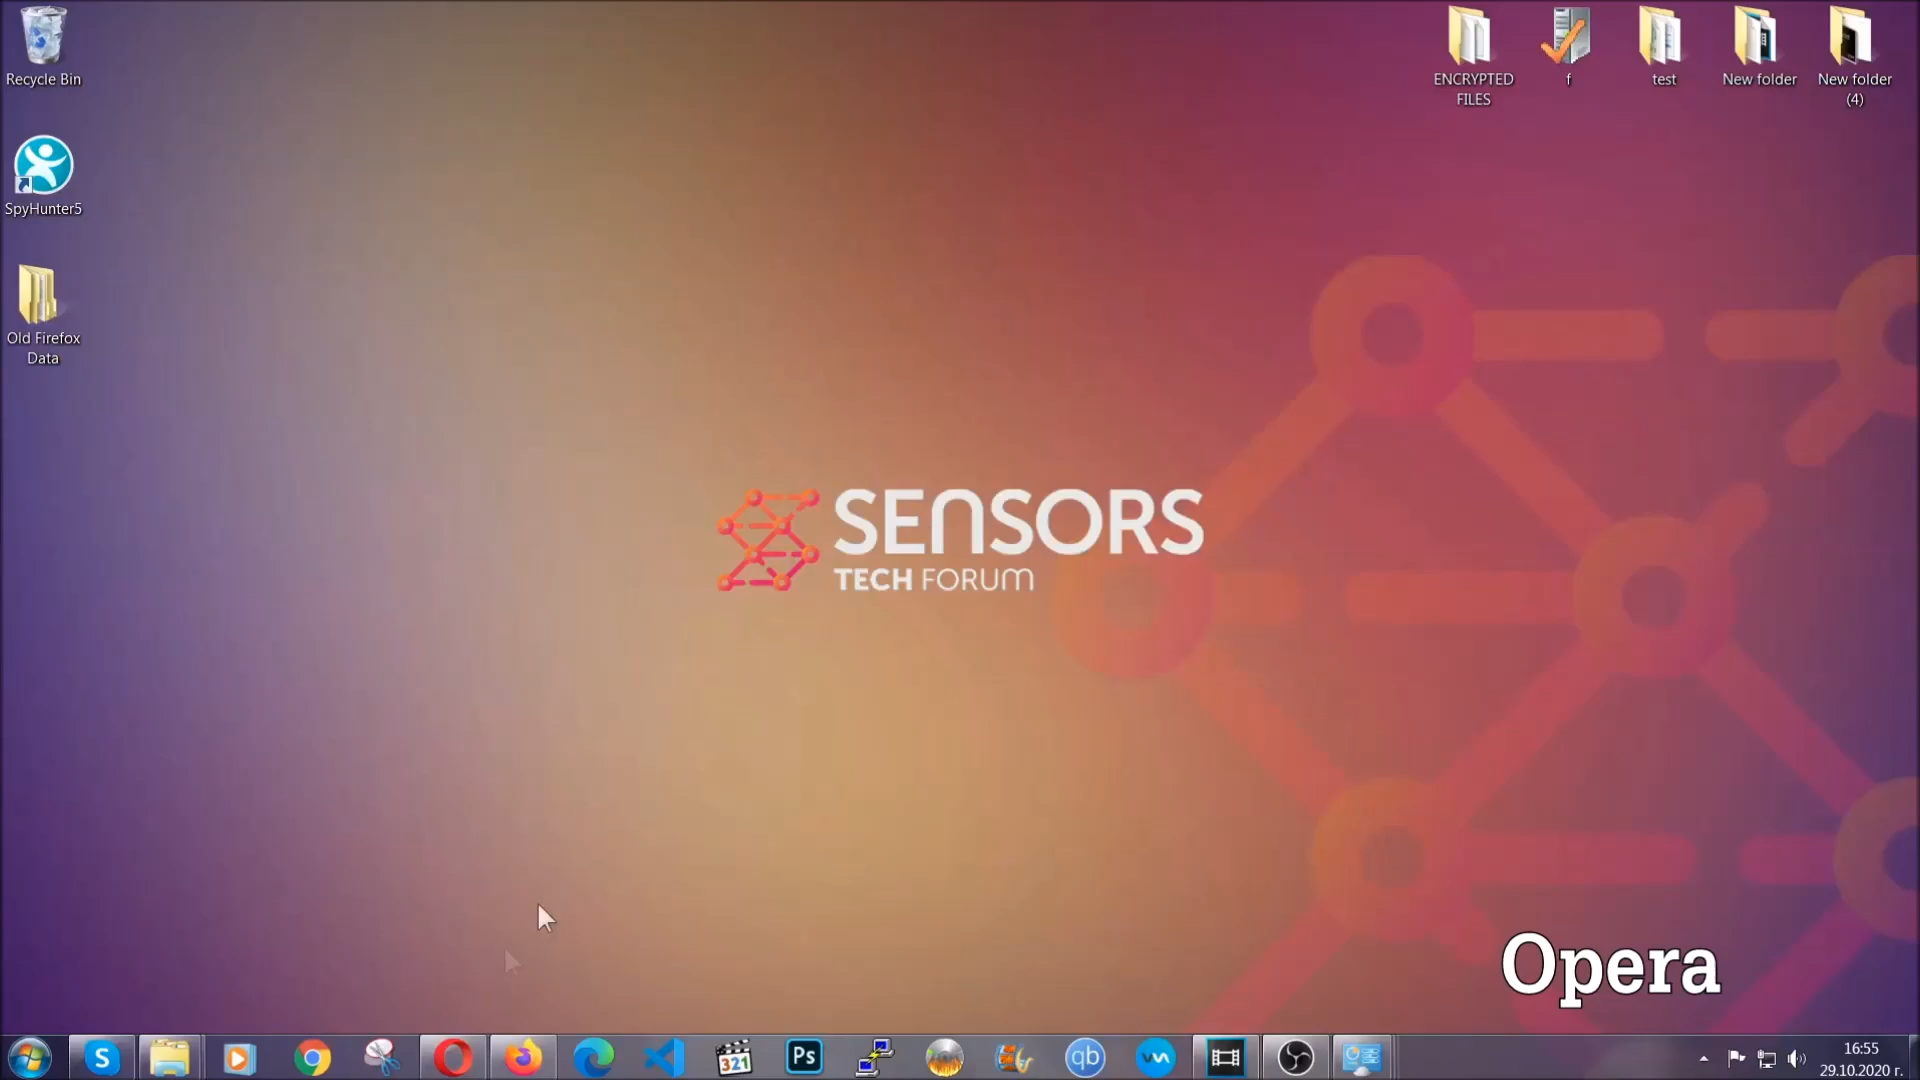 Recycle Bin
SpyHunter5
Old Firefox
Data
ENCRYPTED
FILES
f
test
New folder
New folder
(4)
SENSORS
TECH FORUM
Opera
S
321
Ps
qb
16:55
29.10.2020 г.